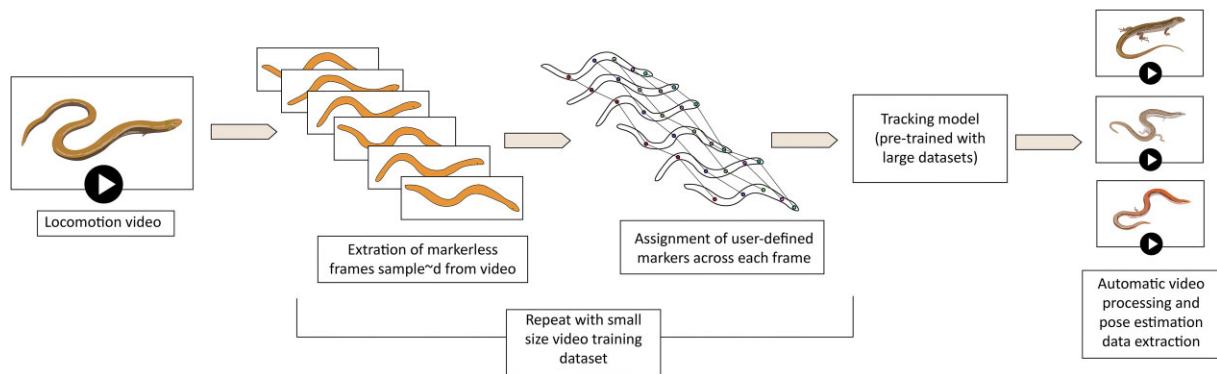 Locomotion video
Extration of markerless
frames sample~d from video
Assignment of user-defined
markers across each frame
Repeat with small
size video training
dataset
Tracking model
(pre-trained with
large datasets)
Automatic video
processing and
pose estimation
data extraction